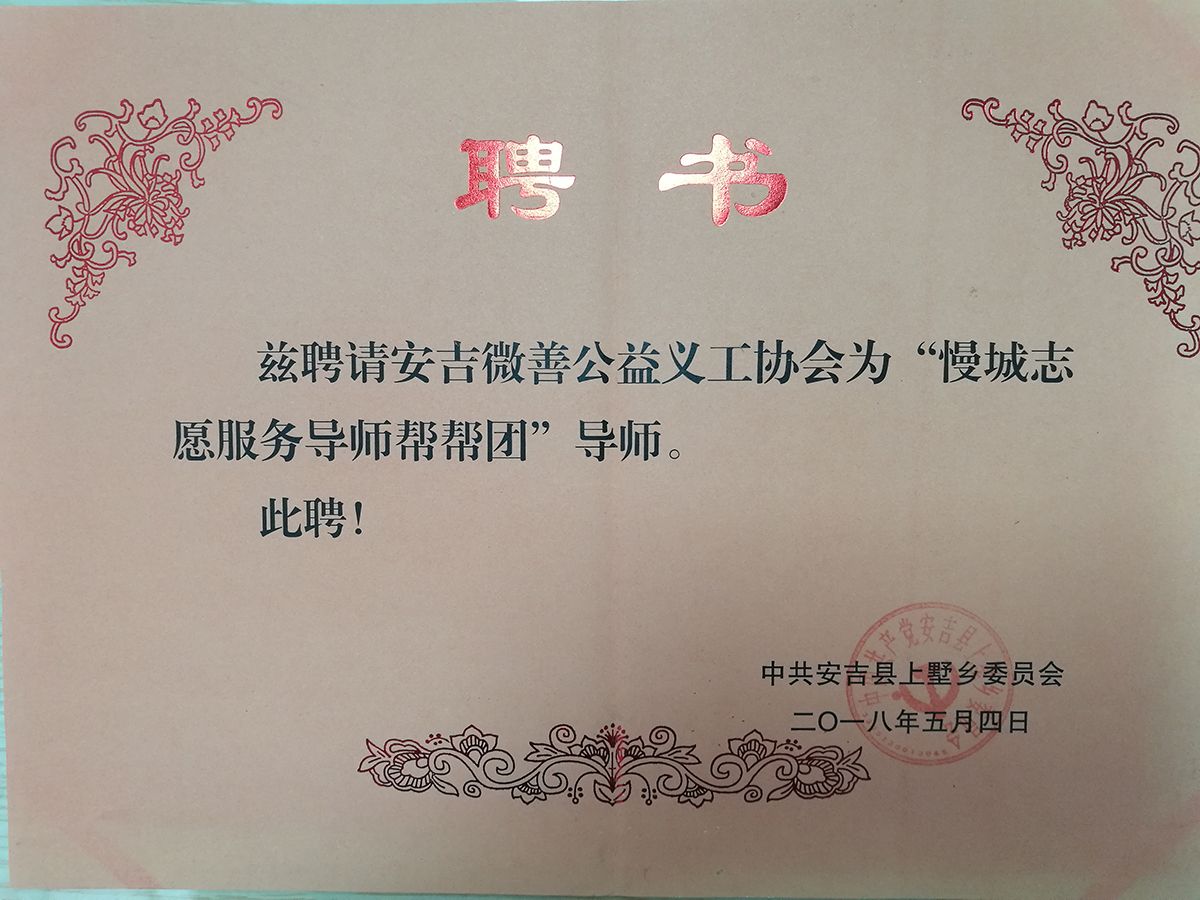 聘 书
兹聘请安吉微善公益义工协会为“慢城志
愿服务导师帮帮团”导师。
此聘!
中共安吉县上墅乡委员会
二〇一八年五月四日